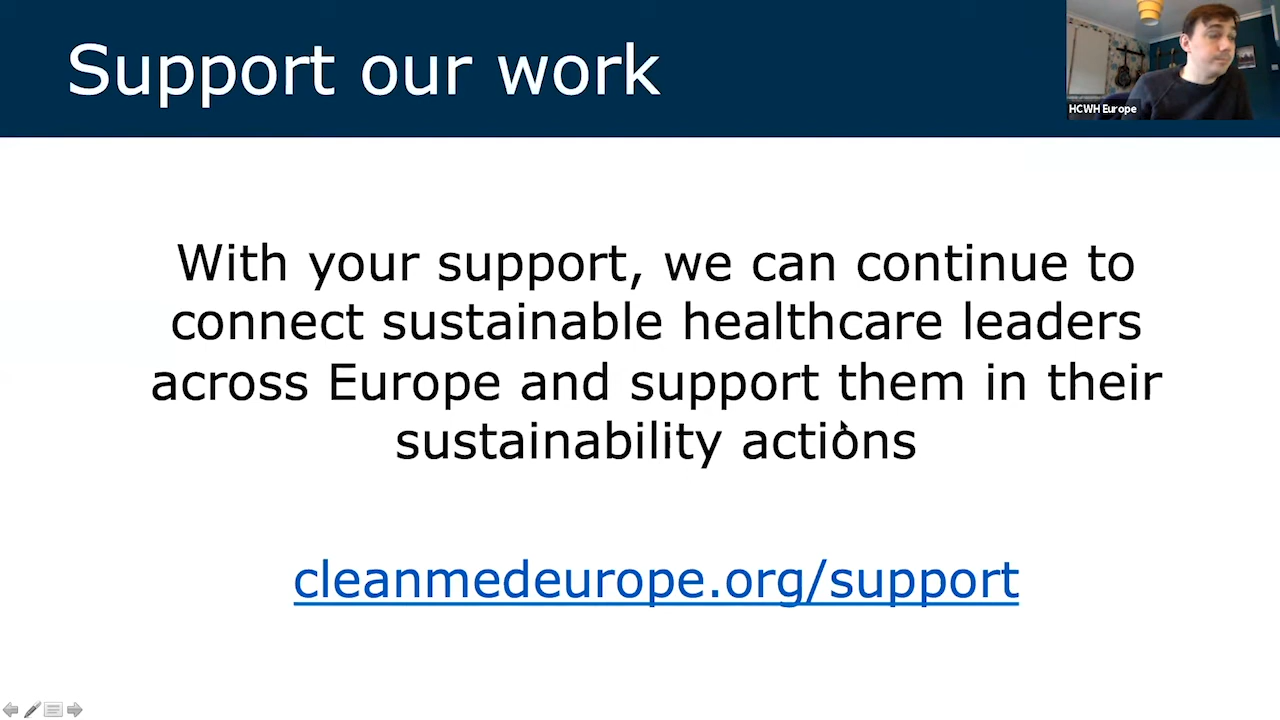 Support our work
HCWH Europe
With your support, we can continue to
connect sustainable healthcare leaders
across Europe and support them in their
sustainability actions
cleanmedeurope.org/support